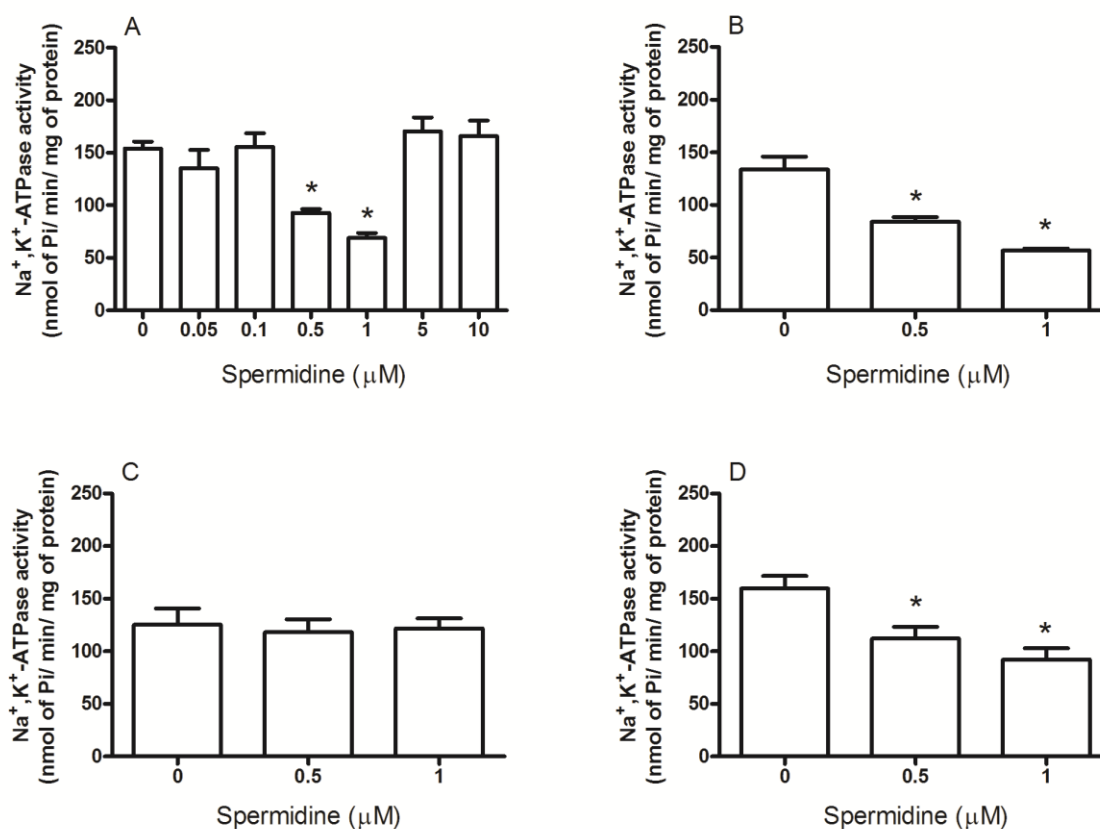 A
Na⁺,K⁺-ATPase activity
(nmol of Pi/ min/ mg of protein)
250
200
150
100
50
0
* *
0 0.05 0.1 0.5 1 5 10
Spermidine (μM)
B
Na⁺,K⁺-ATPase activity
(nmol of Pi/ min/ mg of protein)
250
200
150
100
50
0
* *
0 0.5 1
Spermidine (μM)
C
Na⁺,K⁺-ATPase activity
(nmol of Pi/ min/ mg of protein)
250
200
150
100
50
0
0 0.5 1
Spermidine (μM)
D
Na⁺,K⁺-ATPase activity
(nmol of Pi/ min/ mg of protein)
250
200
150
100
50
0
* *
0 0.5 1
Spermidine (μM)